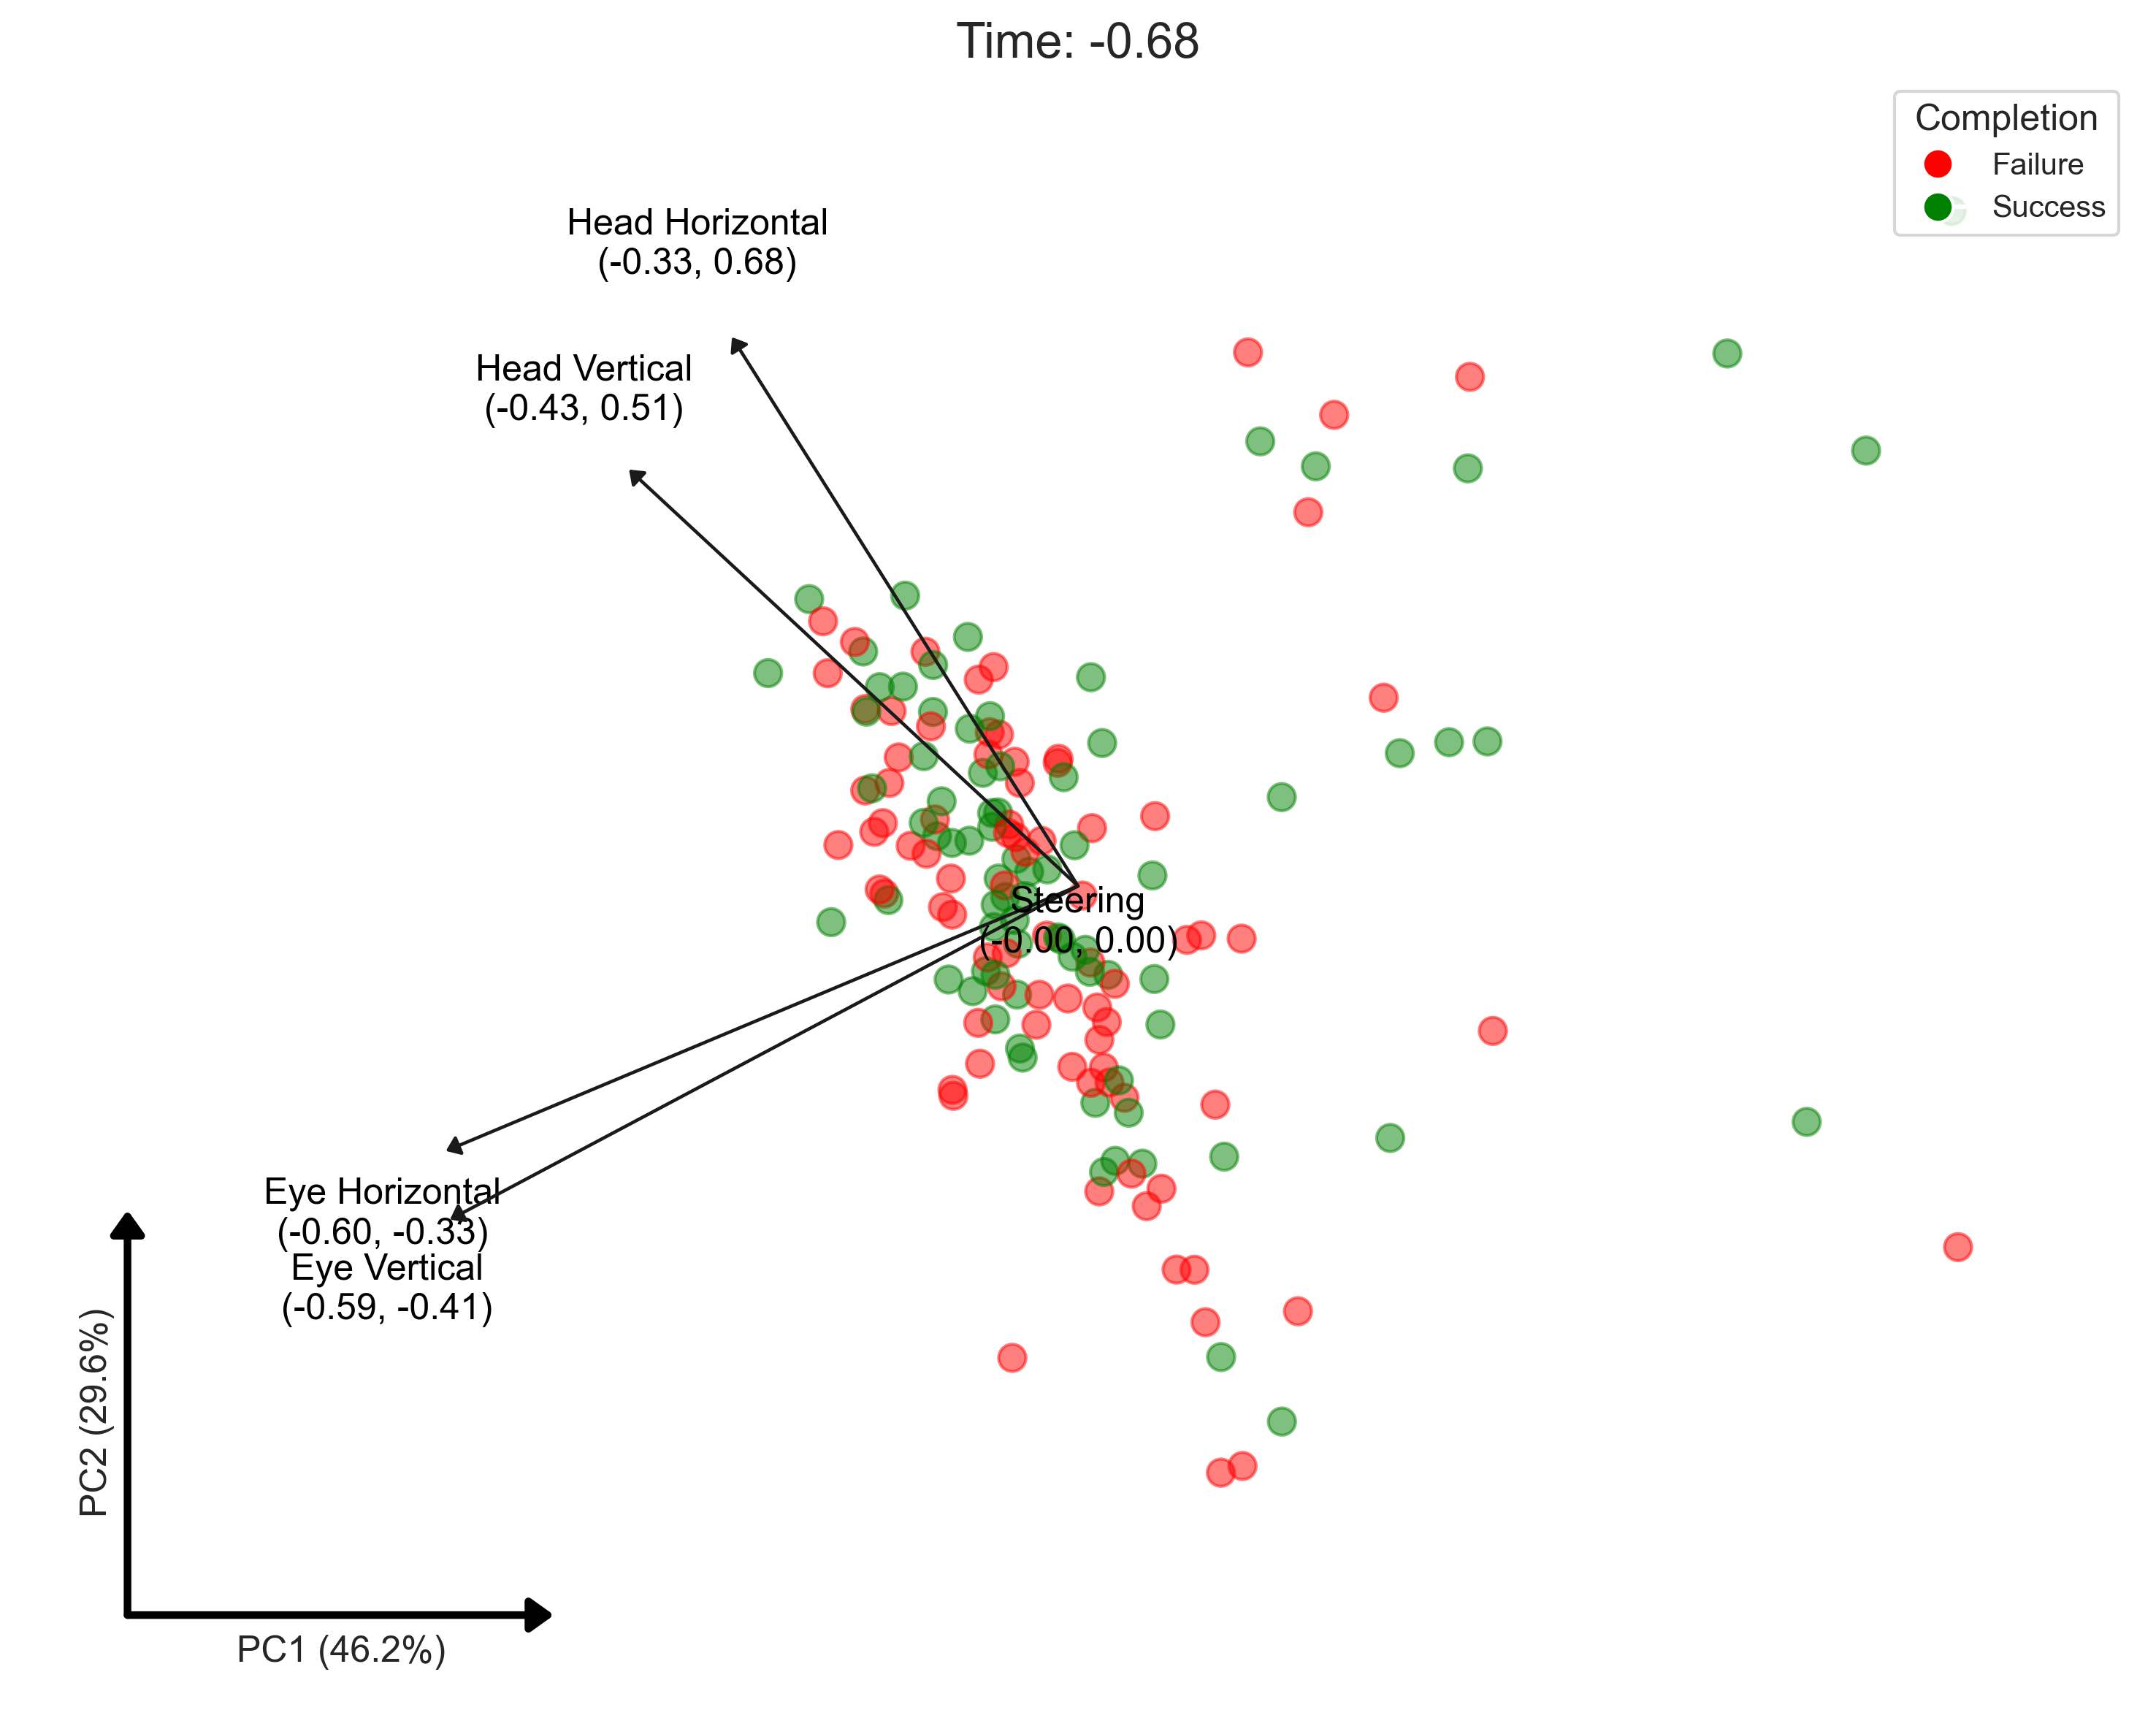 Time: -0.68
Completion
Failure
Success
Head Horizontal
(-0.33, 0.68)
Head Vertical
(-0.43, 0.51)
Steering
(-0.00, 0.00)
Eye Horizontal
(-0.60, -0.33)
Eye Vertical
(-0.59, -0.41)
PC2 (29.6%)
PC1 (46.2%)